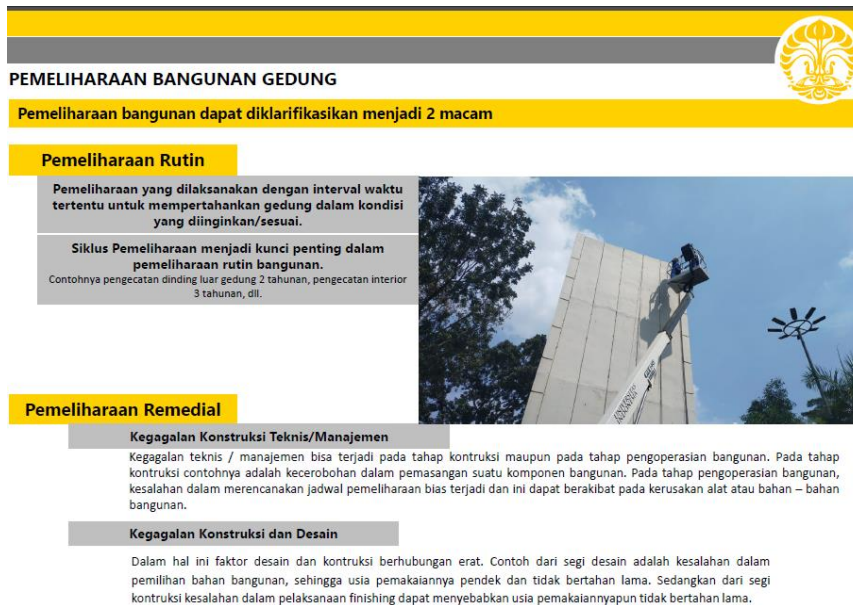 PEMELIHARAAN BANGUNAN GEDUNG
Pemeliharaan bangunan dapat diklarifikasikan menjadi 2 macam
Pemeliharaan Rutin
Pemeliharaan yang dilaksanakan dengan interval waktu
tertentu untuk mempertahankan gedung dalam kondisi
yang diinginkan/sesuai.
Siklus Pemeliharaan menjadi kunci penting dalam
pemeliharaan rutin bangunan.
Contohnya pengecatan dinding luar gedung 2 tahunan, pengecatan interior
3 tahunan, dll.
UNIVERSITAS
INDONESIA
Pemeliharaan Remedial
Kegagalan Konstruksi Teknis/Manajemen
Kegagalan teknis / manajemen bisa terjadi pada tahap kontruksi maupun pada tahap pengoperasian bangunan. Pada tahap
kontruksi contohnya adalah kecerobohan dalam pemasangan suatu komponen bangunan. Pada tahap pengoperasian bangunan,
kesalahan dalam merencanakan jadwal pemeliharaan bias terjadi dan ini dapat berakibat pada kerusakan alat atau bahan – bahan
bangunan.
Kegagalan Konstruksi dan Desain
Dalam hal ini faktor desain dan kontruksi berhubungan erat. Contoh dari segi desain adalah kesalahan dalam
pemilihan bahan bangunan, sehingga usia pemakaiannya pendek dan tidak bertahan lama. Sedangkan dari segi
kontruksi kesalahan dalam pelaksanaan finishing dapat menyebabkan usia pemakaiannyapun tidak bertahan lama.